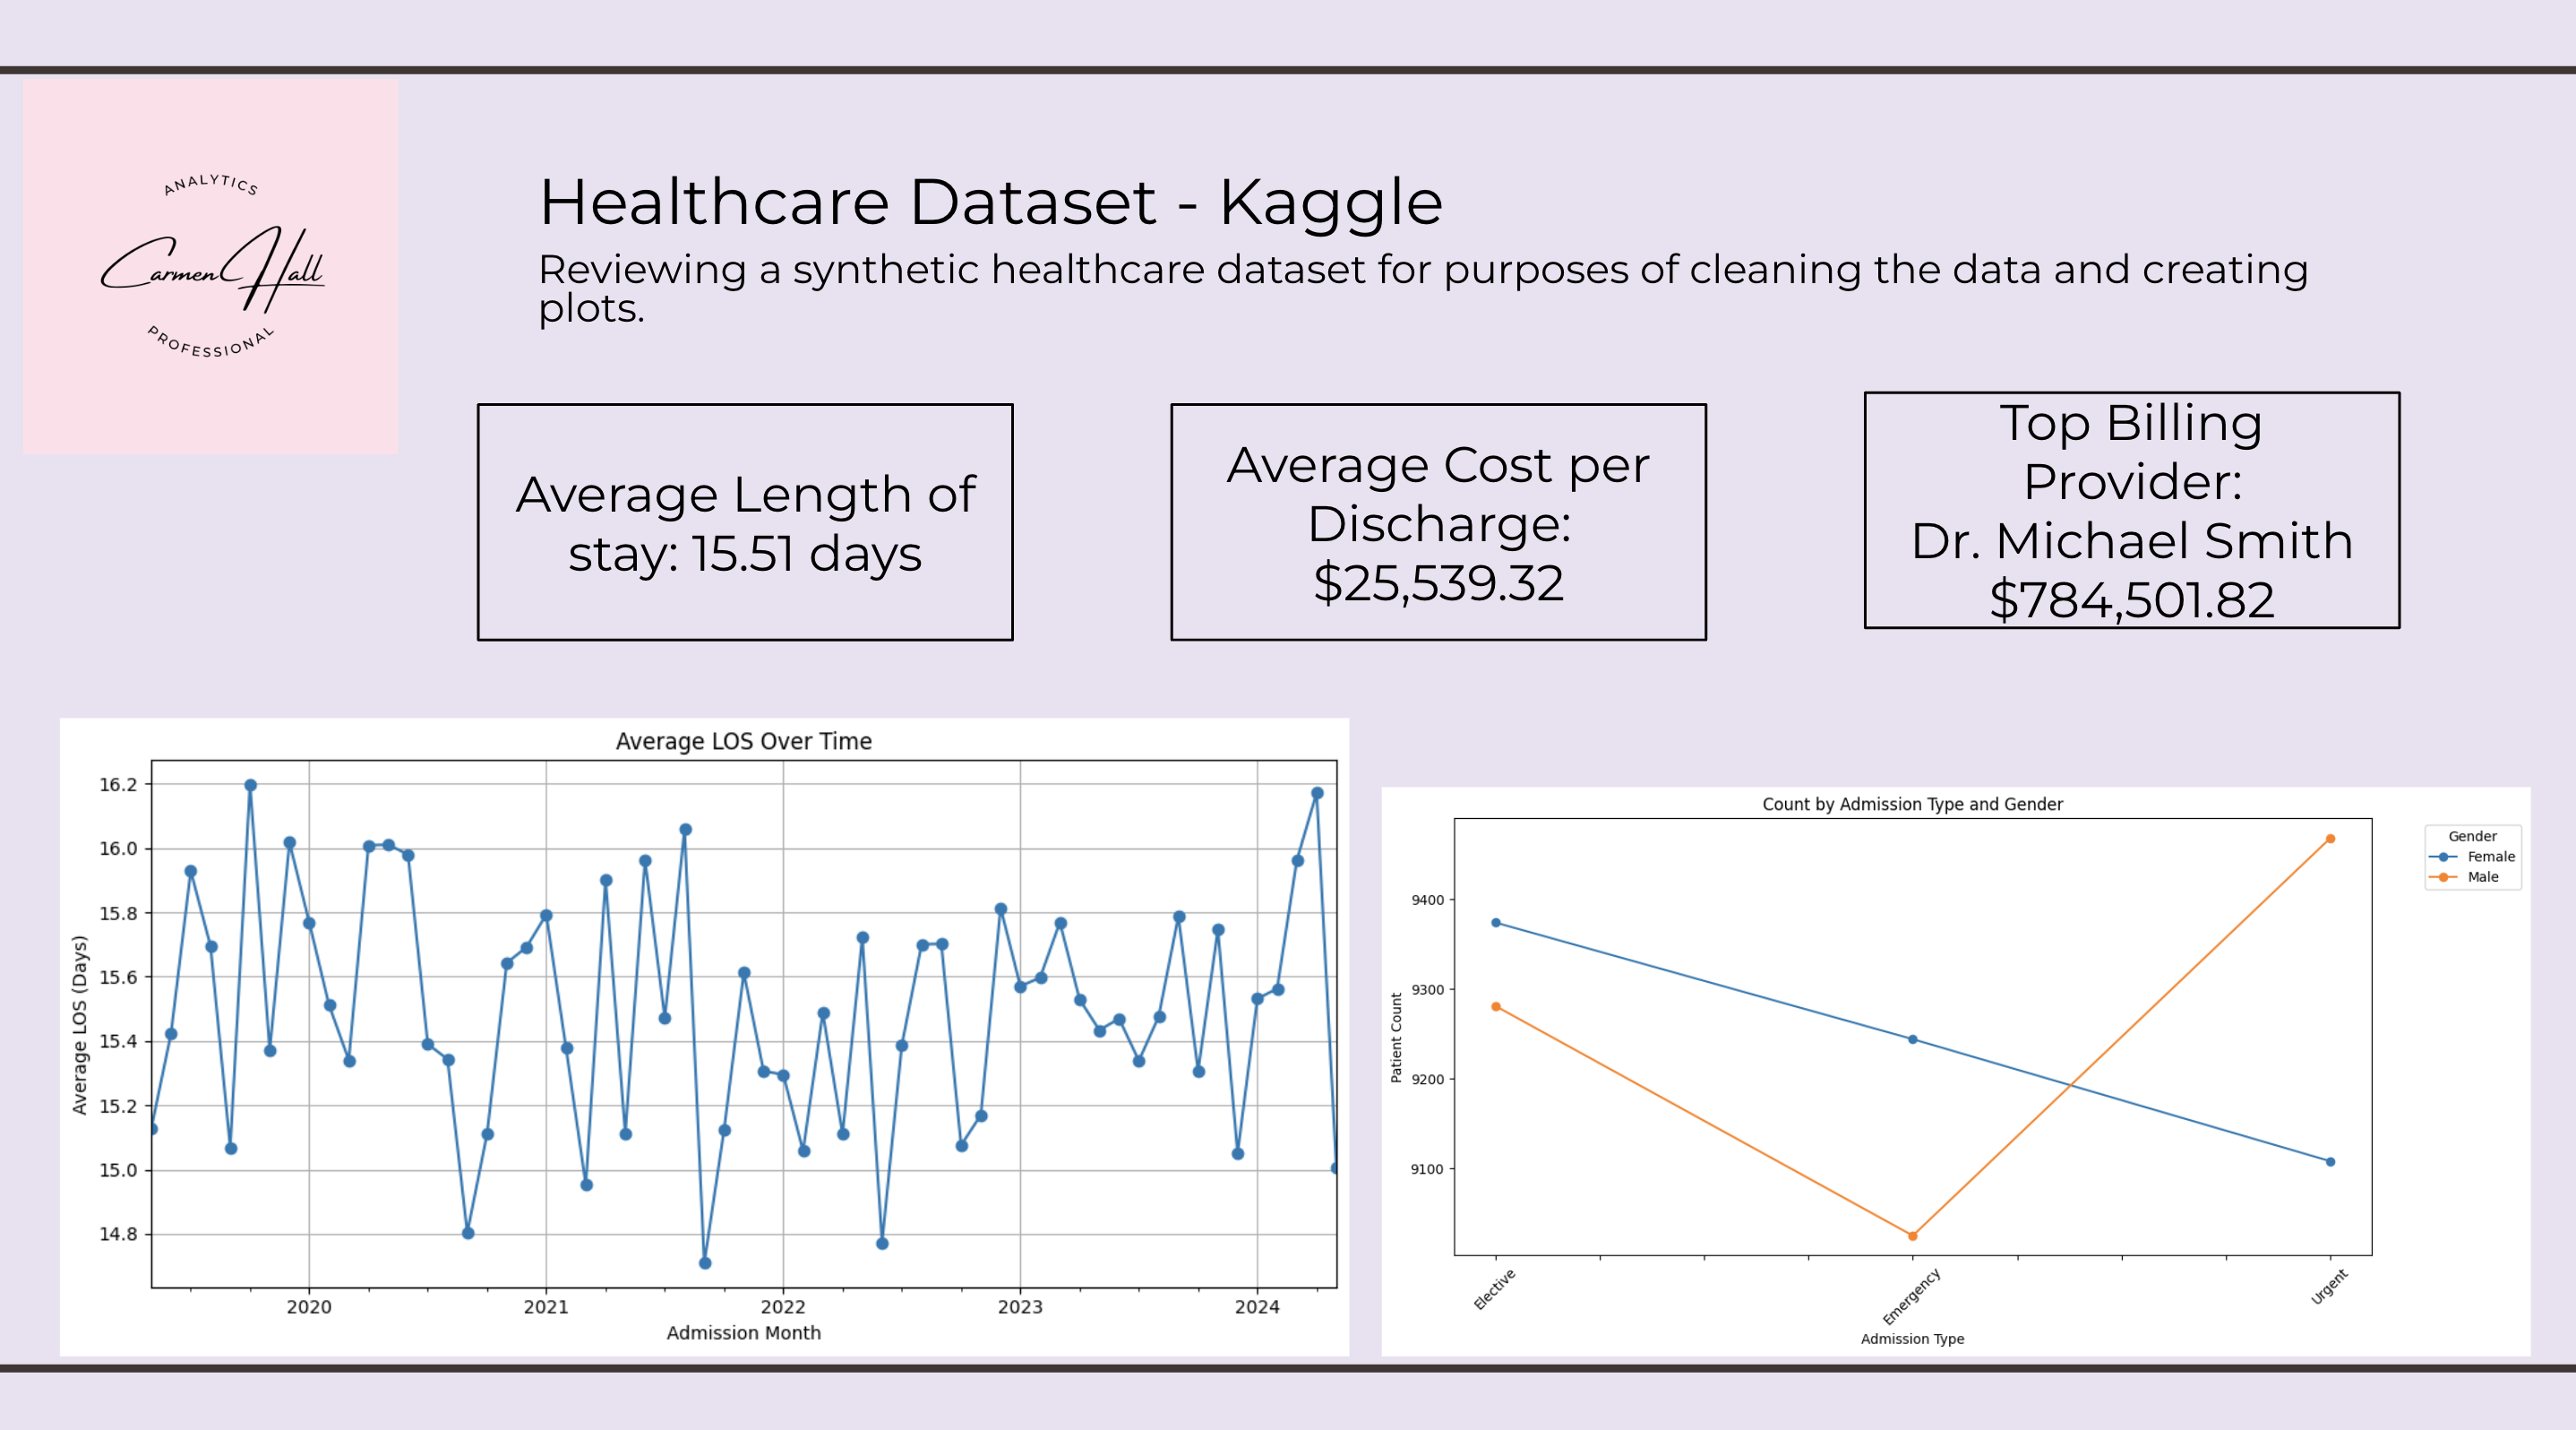 ANALYTICS
Carmen Hall
PROFESSIONAL
Healthcare Dataset - Kaggle
Reviewing a synthetic healthcare dataset for purposes of cleaning the data and creating
plots.
Average Length of
stay: 15.51 days
Average Cost per
Discharge:
$25,539.32
Top Billing
Provider:
Dr. Michael Smith
$784,501.82
Average LOS Over Time
Average LOS (Days)
16.2
16.0
15.8
15.6
15.4
15.2
15.0
14.8
2020
2021
2022
2023
2024
Admission Month
Count by Admission Type and Gender
Gender
Female
Male
Patient Count
9400
9300
9200
9100
Elective
Emergency
Urgent
Admission Type